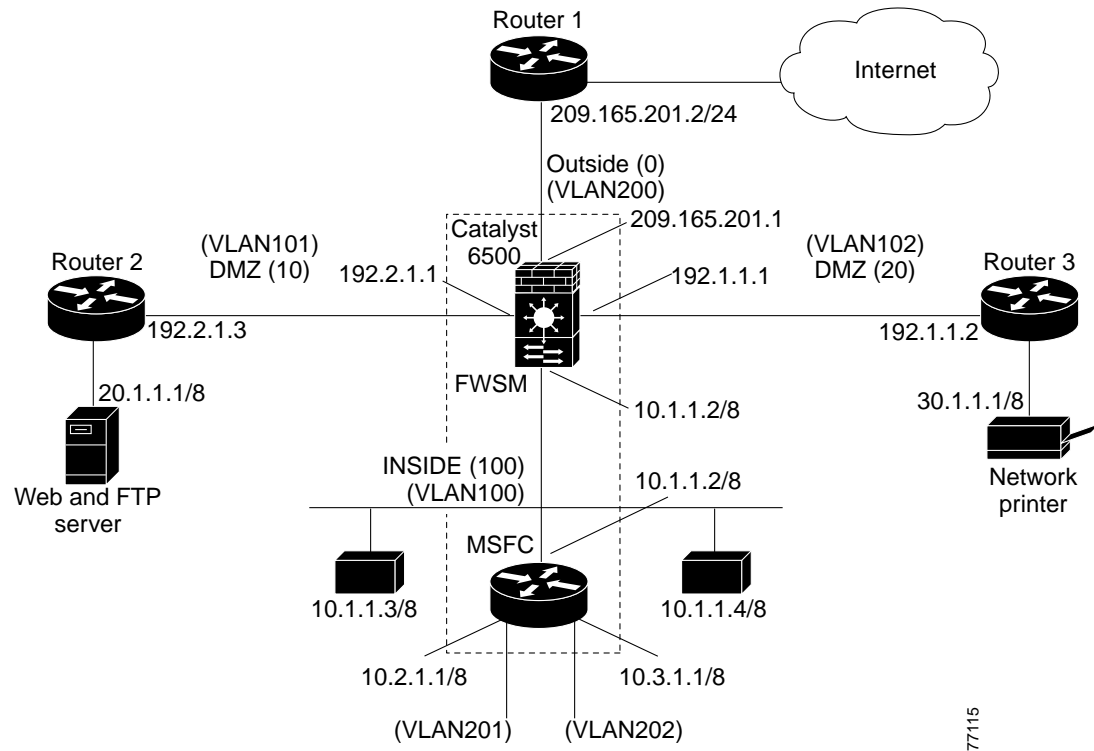 Router 1
Internet
209.165.201.2/24
Outside (0)
(VLAN200)
Catalyst
6500
209.165.201.1
(VLAN101)
DMZ (10)
(VLAN102)
DMZ (20)
Router 2
192.2.1.1
192.1.1.1
Router 3
192.2.1.3
192.1.1.2
20.1.1.1/8
FWSM
10.1.1.2/8
30.1.1.1/8
Web and FTP
server
INSIDE (100)
(VLAN100)
10.1.1.2/8
Network
printer
MSFC
10.1.1.3/8
10.1.1.4/8
10.2.1.1/8
10.3.1.1/8
(VLAN201)
(VLAN202)
77115